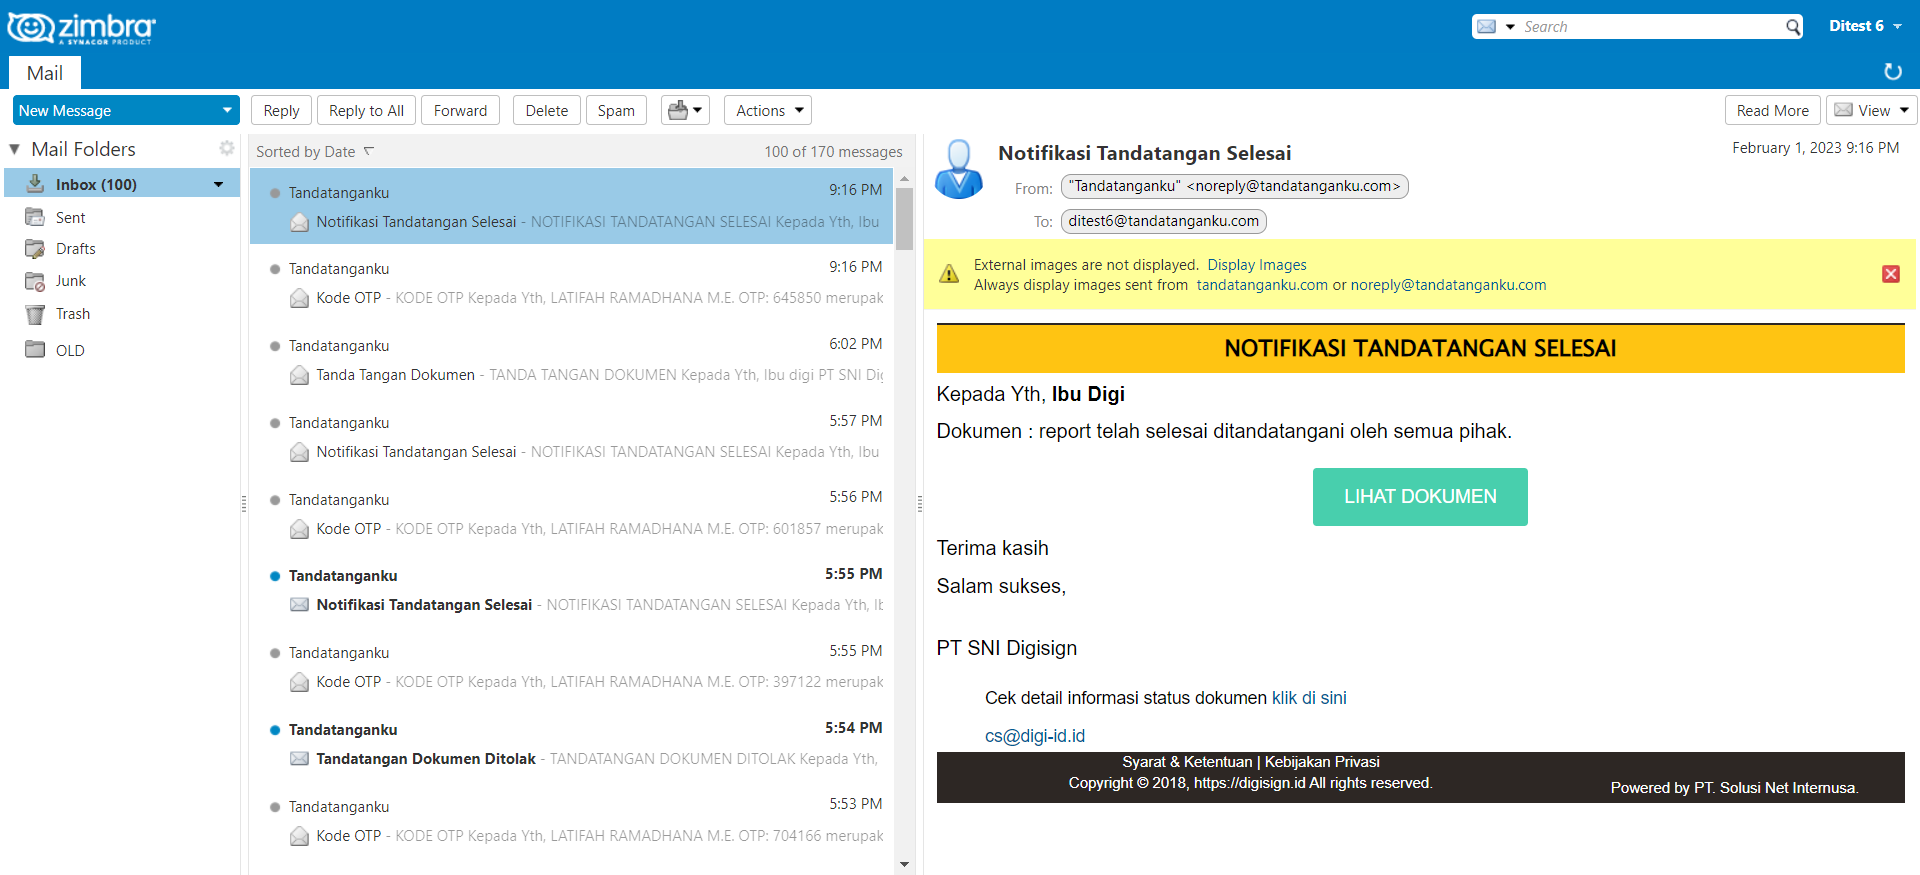 zimbra
A SYNACOR PRODUCT
Search
Ditest 6
Mail
New Message
Reply
Reply to All
Forward
Delete
Spam
Actions
Read More
View
Mail Folders
Inbox (100)
Sent
Drafts
Junk
Trash
OLD
Sorted by Date
100 of 170 messages
Tandatanganku 9:16 PM
Notifikasi Tandatangan Selesai - NOTIFIKASI TANDATANGAN SELESAI Kepada Yth, Ibu
Tandatanganku 9:16 PM
Kode OTP - KODE OTP Kepada Yth, LATIFAH RAMADHANA M.E. OTP: 645850 merupak
Tandatanganku 6:02 PM
Tanda Tangan Dokumen - TANDA TANGAN DOKUMEN Kepada Yth, Ibu digi PT SNI Dig
Tandatanganku 5:57 PM
Notifikasi Tandatangan Selesai - NOTIFIKASI TANDATANGAN SELESAI Kepada Yth, Ibu
Tandatanganku 5:56 PM
Kode OTP - KODE OTP Kepada Yth, LATIFAH RAMADHANA M.E. OTP: 601857 merupak
Tandatanganku 5:55 PM
Notifikasi Tandatangan Selesai - NOTIFIKASI TANDATANGAN SELESAI Kepada Yth, Ib
Tandatanganku 5:55 PM
Kode OTP - KODE OTP Kepada Yth, LATIFAH RAMADHANA M.E. OTP: 397122 merupak
Tandatanganku 5:54 PM
Tandatangan Dokumen Ditolak - TANDATANGAN DOKUMEN DITOLAK Kepada Yth,
Tandatanganku 5:53 PM
Kode OTP - KODE OTP Kepada Yth, LATIFAH RAMADHANA M.E. OTP: 704166 merupak
Notifikasi Tandatangan Selesai
February 1, 2023 9:16 PM
From: "Tandatanganku" <noreply@tandatanganku.com>
To: ditest6@tandatanganku.com
External images are not displayed. Display Images
Always display images sent from tandatanganku.com or noreply@tandatanganku.com
NOTIFIKASI TANDATANGAN SELESAI
Kepada Yth, Ibu Digi
Dokumen : report telah selesai ditandatangani oleh semua pihak.
LIHAT DOKUMEN
Terima kasih
Salam sukses,
PT SNI Digisign
Cek detail informasi status dokumen klik di sini
cs@digi-id.id
Syarat & Ketentuan | Kebijakan Privasi
Copyright © 2018, https://digisign.id All rights reserved.
Powered by PT. Solusi Net Internusa.